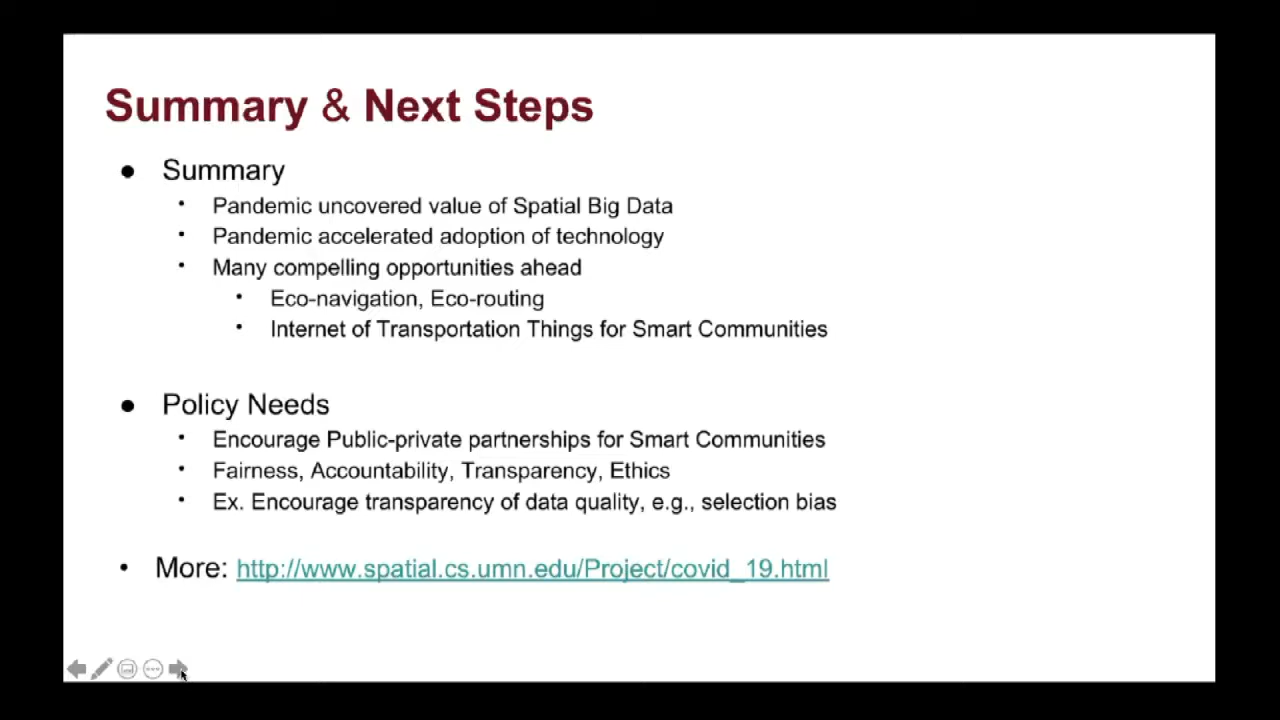 Summary & Next Steps
● Summary
• Pandemic uncovered value of Spatial Big Data
• Pandemic accelerated adoption of technology
• Many compelling opportunities ahead
• Eco-navigation, Eco-routing
• Internet of Transportation Things for Smart Communities
● Policy Needs
• Encourage Public-private partnerships for Smart Communities
• Fairness, Accountability, Transparency, Ethics
• Ex. Encourage transparency of data quality, e.g., selection bias
• More: http://www.spatial.cs.umn.edu/Project/covid_19.html